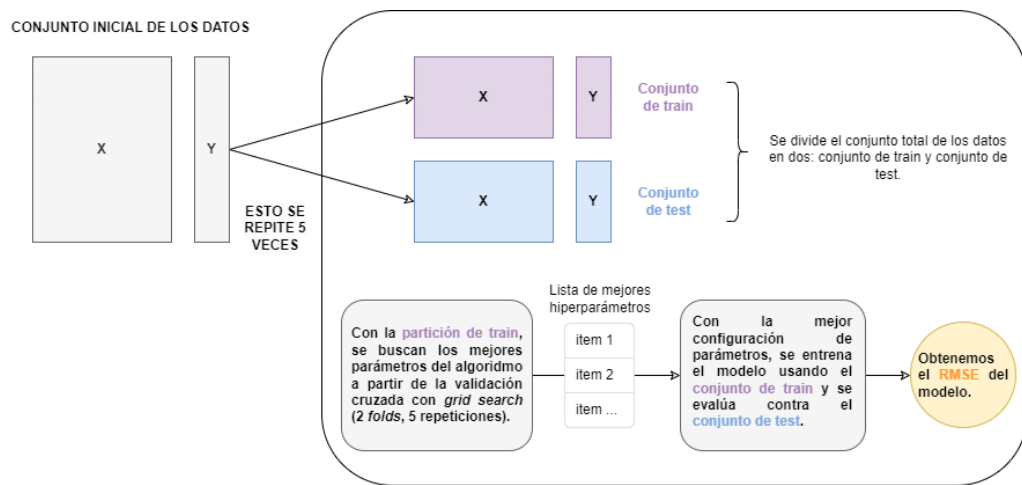 CONJUNTO INICIAL DE LOS DATOS
X
Y
ESTO SE
REPITE 5
VECES
X
Y
Conjunto
de train
X
Y
Conjunto
de test
Se divide el conjunto total de los datos
en dos: conjunto de train y conjunto de
test.
Con la partición de train,
se buscan los mejores
parámetros del algoridmo
a partir de la validación
cruzada con grid search
(2 folds, 5 repeticiones).
Lista de mejores
hiperparámetros
item 1
item 2
item ...
Con la mejor
configuración de
parámetros, se entrena
el modelo usando el
conjunto de train y se
evalúa contra el
conjunto de test.
Obtenemos
el RMSE del
modelo.